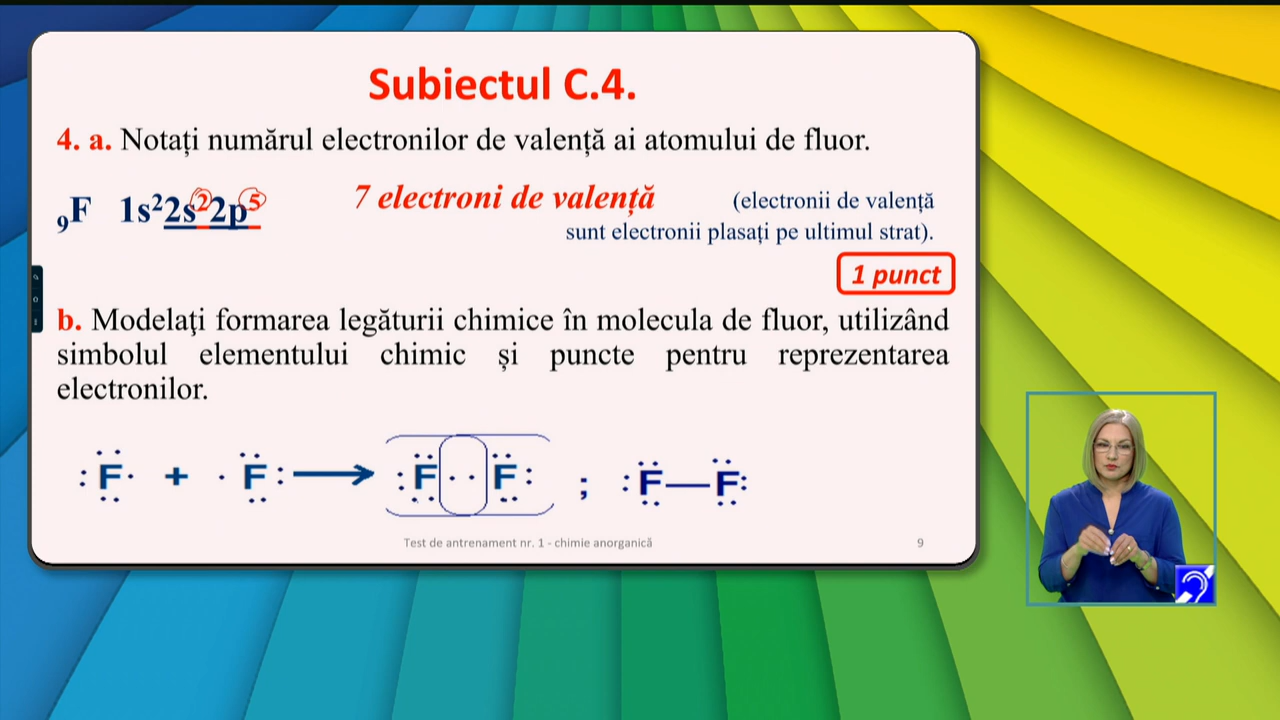 Subiectul C.4.
4. a. Notați numărul electronilor de valență ai atomului de fluor.
₉F 1s²2s²2p⁵ 7 electroni de valență (electronii de valență
sunt electronii plasați pe ultimul strat).
1 punct
b. Modelaţi formarea legăturii chimice în molecula de fluor, utilizând
simbolul elementului chimic și puncte pentru reprezentarea
electronilor.
:F· + ·F: ⟶ :F··F: ; :F—F:
Test de antrenament nr. 1 - chimie anorganică 9